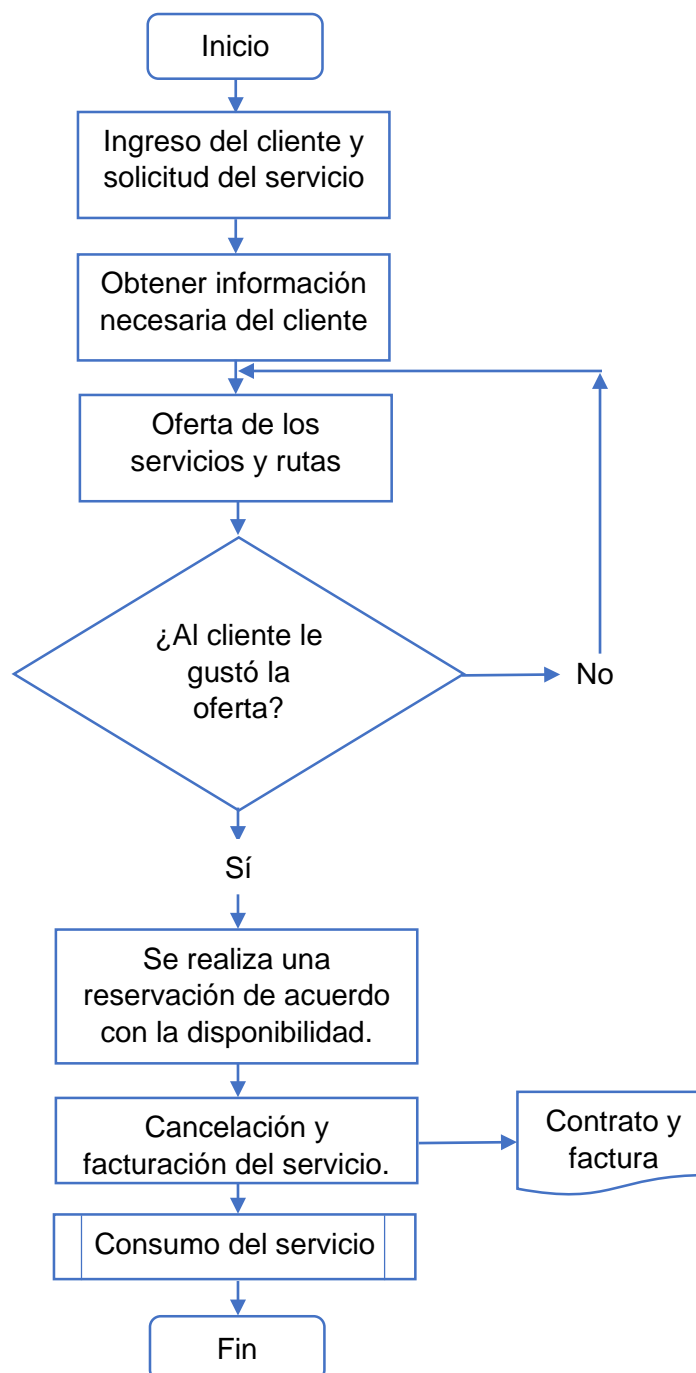 Inicio
Ingreso del cliente y
solicitud del servicio
Obtener información
necesaria del cliente
Oferta de los
servicios y rutas
¿Al cliente le
gustó la
oferta?
No
Sí
Se realiza una
reservación de acuerdo
con la disponibilidad.
Cancelación y
facturación del servicio.
Contrato y
factura
Consumo del servicio
Fin